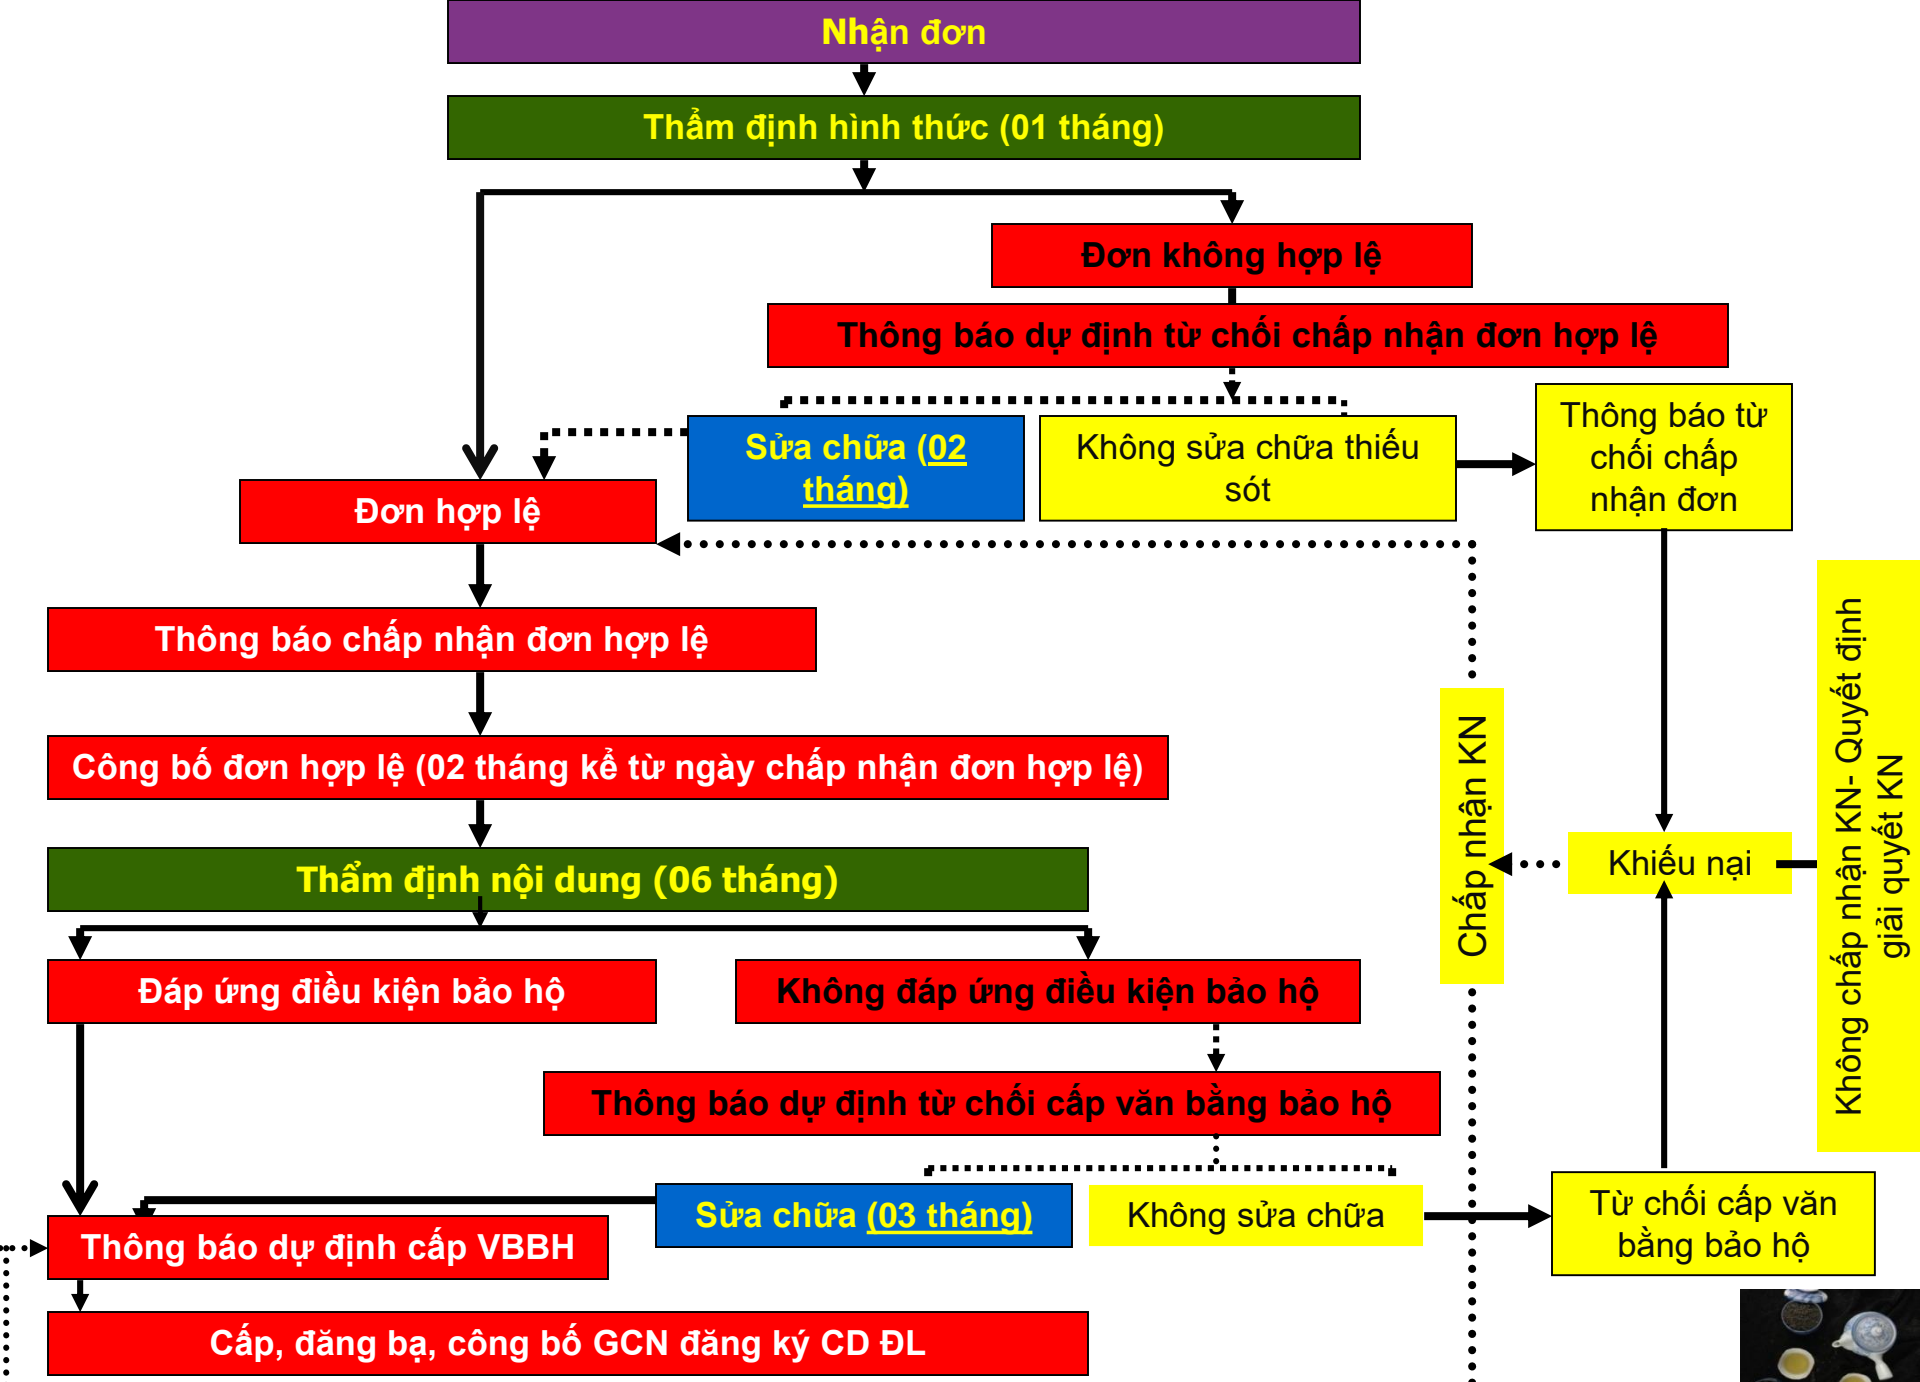 Nhận đơn
Thẩm định hình thức (01 tháng)
Đơn không hợp lệ
Thông báo dự định từ chối chấp nhận đơn hợp lệ
Sửa chữa (02
tháng)
Không sửa chữa thiếu
sót
Thông báo từ
chối chấp
nhận đơn
Đơn hợp lệ
Thông báo chấp nhận đơn hợp lệ
Công bố đơn hợp lệ (02 tháng kể từ ngày chấp nhận đơn hợp lệ)
Chấp nhận KN
Khiếu nại
Không chấp nhận KN- Quyết định
giải quyết KN
Thẩm định nội dung (06 tháng)
Đáp ứng điều kiện bảo hộ
Không đáp ứng điều kiện bảo hộ
Thông báo dự định từ chối cấp văn bằng bảo hộ
Sửa chữa (03 tháng)
Không sửa chữa
Từ chối cấp văn
bằng bảo hộ
Thông báo dự định cấp VBBH
Cấp, đăng bạ, công bố GCN đăng ký CD ĐL